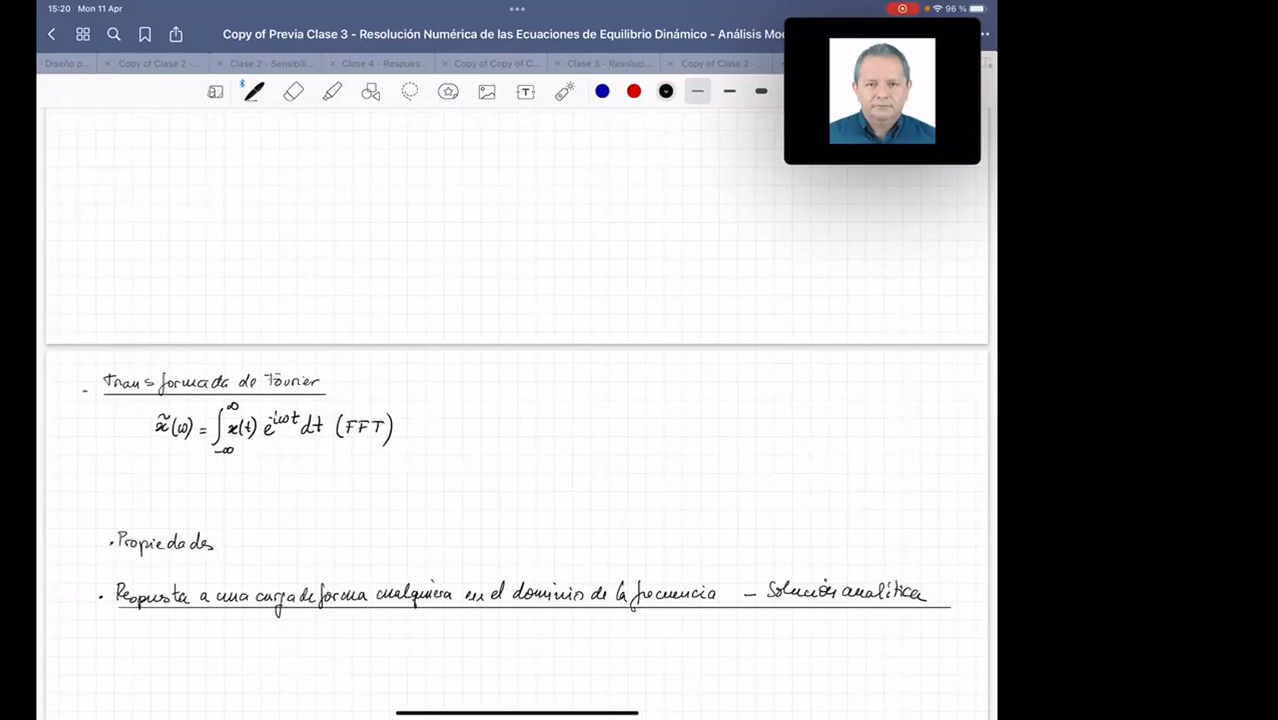 15:20 Mon 11 Apr
96 %
Copy of Previa Clase 3 - Resolución Numérica de las Ecuaciones de Equilibrio Dinámico - Análisis Mo
Diseño p... Copy of Clase 2 -... Clase 2 - Sensibili... Clase 4 - Respues... Copy of Copy of C... Clase 3 - Resoluci... Copy of Clase 2
Transformada de Fourier
x̃(ω) = ∫_{-∞}^{∞} x(t) e^{-iωt} dt (FFT)
· Propiedades
· Respuesta a una carga de forma cualquiera en el dominio de la frecuencia – Solución analítica